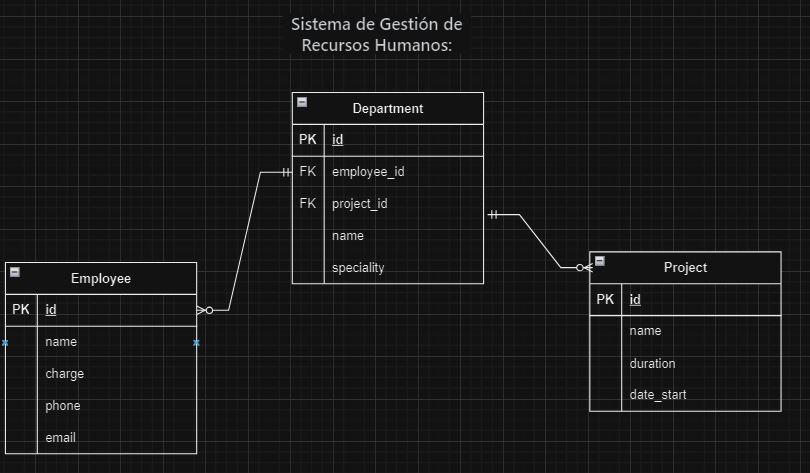 Sistema de Gestión de
Recursos Humanos:
Department
PK id
FK employee_id
FK project_id
name
speciality
Employee
PK id
name
charge
phone
email
Project
PK id
name
duration
date_start